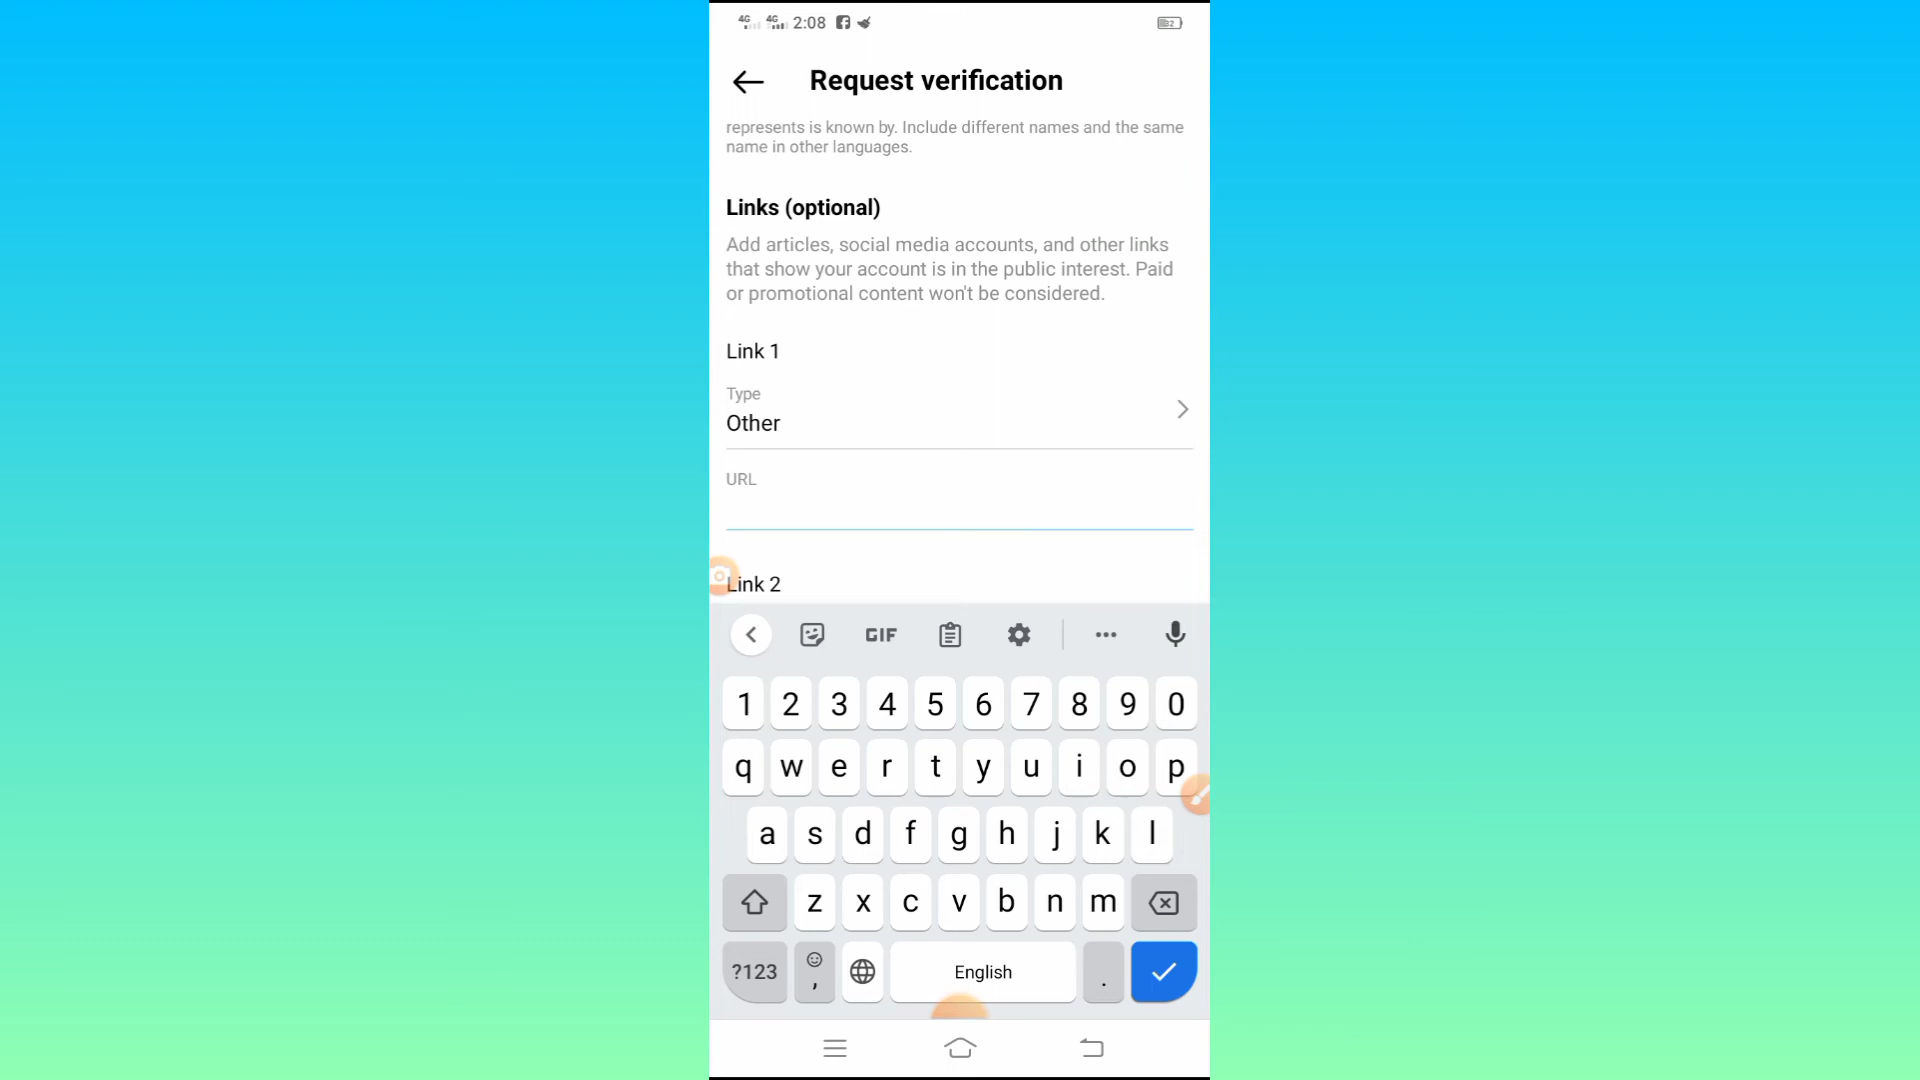 4G 4G 2:08 32
Request verification
represents is known by. Include different names and the same
name in other languages.
Links (optional)
Add articles, social media accounts, and other links
that show your account is in the public interest. Paid
or promotional content won't be considered.
Link 1
Type
Other
URL
Link 2
GIF
1 2 3 4 5 6 7 8 9 0
q w e r t y u i o p
a s d f g h j k l
z x c v b n m
?123 , English .